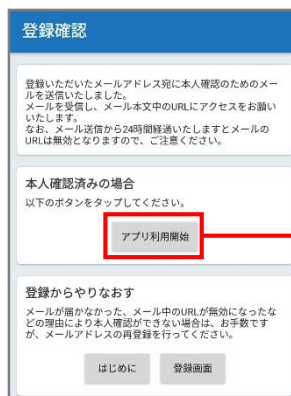 登録確認
登録いただいたメールアドレス宛に本人確認のためのメー
ルを送信いたしました。
メールを受信し、メール本文中のURLにアクセスをお願い
いたします。
なお、メール送信から24時間経過いたしますとメールの
URLは無効となりますので、ご注意ください。
本人確認済みの場合
以下のボタンをタップしてください。
アプリ利用開始
登録からやりなおす
メールが届かなかった、メール中のURLが無効になったな
どの理由により本人確認ができない場合は、お手数です
が、メールアドレスの再登録を行ってください。
はじめに 登録画面